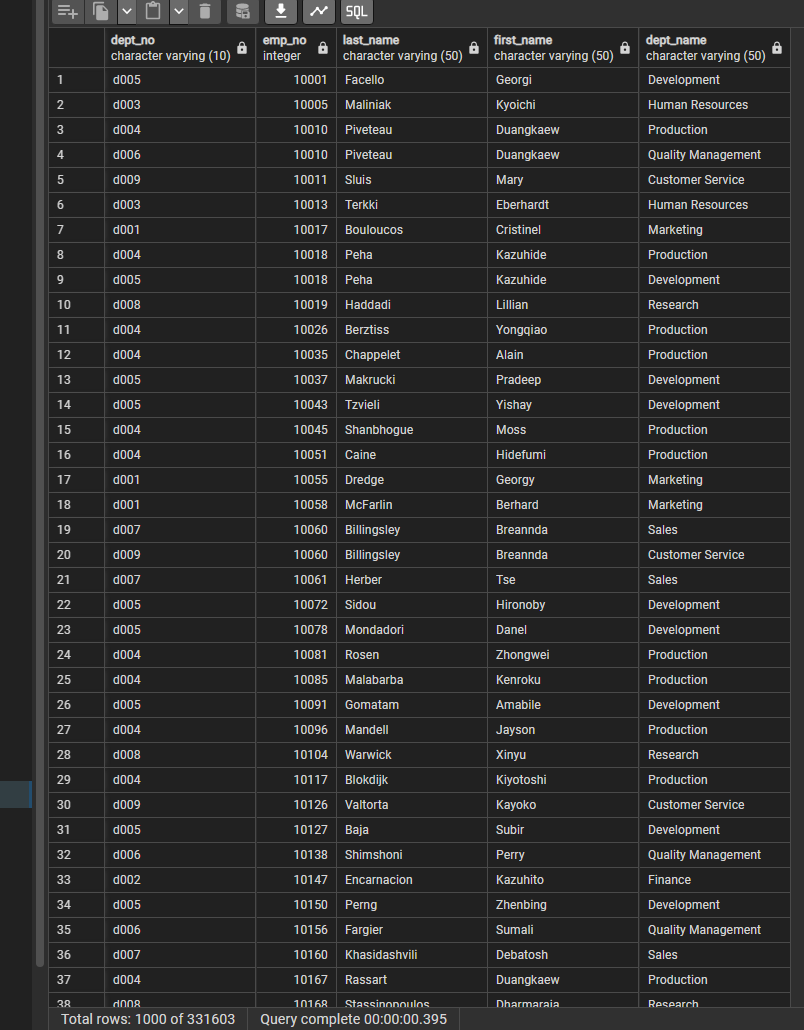 SQL
dept_no emp_no last_name first_name dept_name
character varying (10) integer character varying (50) character varying (50) character varying (50)
1 d005 10001 Facello Georgi Development
2 d003 10005 Maliniak Kyoichi Human Resources
3 d004 10010 Piveteau Duangkaew Production
4 d006 10010 Piveteau Duangkaew Quality Management
5 d009 10011 Sluis Mary Customer Service
6 d003 10013 Terkki Eberhardt Human Resources
7 d001 10017 Bouloucos Cristinel Marketing
8 d004 10018 Peha Kazuhide Production
9 d005 10018 Peha Kazuhide Development
10 d008 10019 Haddadi Lillian Research
11 d004 10026 Berztiss Yongqiao Production
12 d004 10035 Chappelet Alain Production
13 d005 10037 Makrucki Pradeep Development
14 d005 10043 Tzvieli Yishay Development
15 d004 10045 Shanbhogue Moss Production
16 d004 10051 Caine Hidefumi Production
17 d001 10055 Dredge Georgy Marketing
18 d001 10058 McFarlin Berhard Marketing
19 d007 10060 Billingsley Breannda Sales
20 d009 10060 Billingsley Breannda Customer Service
21 d007 10061 Herber Tse Sales
22 d005 10072 Sidou Hironoby Development
23 d005 10078 Mondadori Danel Development
24 d004 10081 Rosen Zhongwei Production
25 d004 10085 Malabarba Kenroku Production
26 d005 10091 Gomatam Amabile Development
27 d004 10096 Mandell Jayson Production
28 d008 10104 Warwick Xinyu Research
29 d004 10117 Blokdijk Kiyotoshi Production
30 d009 10126 Valtorta Kayoko Customer Service
31 d005 10127 Baja Subir Development
32 d006 10138 Shimshoni Perry Quality Management
33 d002 10147 Encarnacion Kazuhito Finance
34 d005 10150 Perng Zhenbing Development
35 d006 10156 Fargier Sumali Quality Management
36 d007 10160 Khasidashvili Debatosh Sales
37 d004 10167 Rassart Duangkaew Production
38 d008 10168 Stassinopoulos Dharmaraja Research
Total rows: 1000 of 331603 Query complete 00:00:00.395